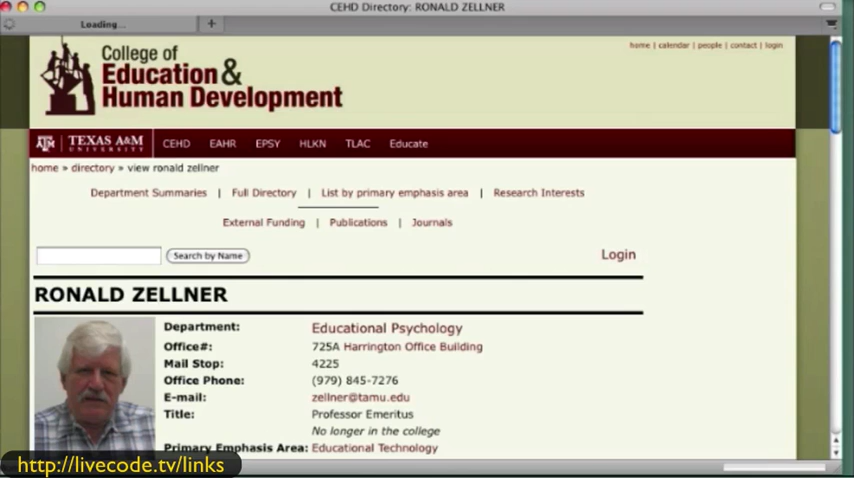 CEHD Directory: RONALD ZELLNER
Loading...
+
home | calendar | people | contact | login
College of
Education &
Human Development
ATM TEXAS A&M UNIVERSITY CEHD EAHR EPSY HLKN TLAC Educate
home » directory » view ronald zellner
Department Summaries | Full Directory | List by primary emphasis area | Research Interests
External Funding | Publications | Journals
Search by Name Login
RONALD ZELLNER
Department: Educational Psychology
Office#: 725A Harrington Office Building
Mail Stop: 4225
Office Phone: (979) 845-7276
E-mail: zellner@tamu.edu
Title: Professor Emeritus
No longer in the college
Primary Emphasis Area: Educational Technology
http://livecode.tv/links